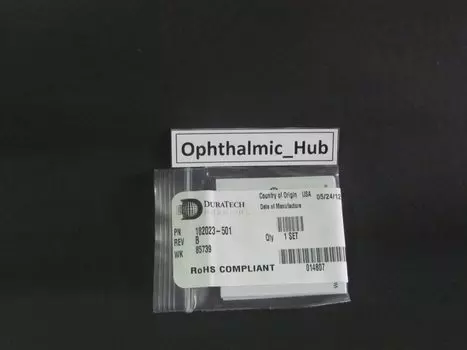 Ophthalmic_Hub
DURATECH
Country of Origin USA 05/24/12
Date of Manufacture
PN 102023-501
REV B
WK 85739
Qty 1 SET
RoHS COMPLIANT
014807